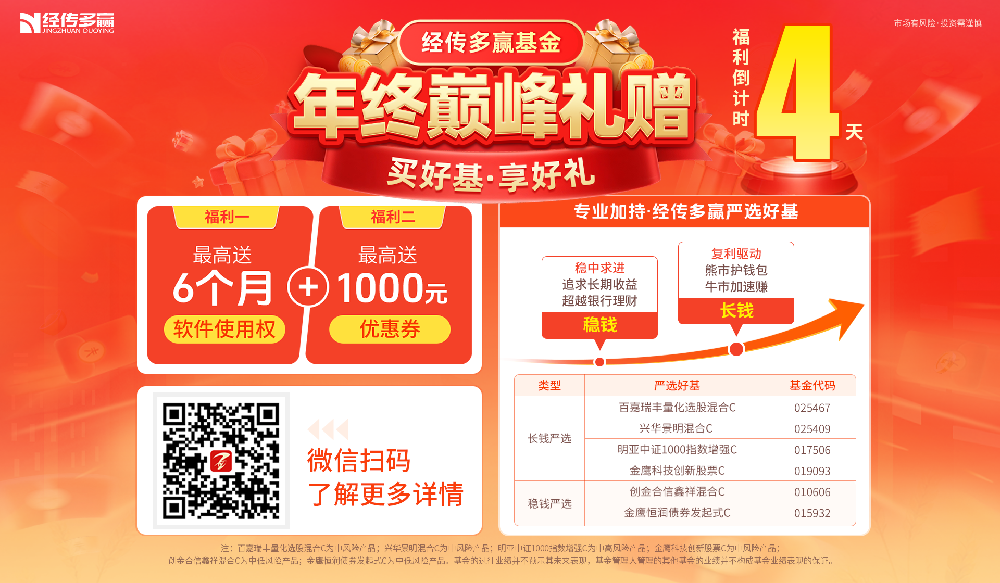 经传多赢
JINGZHUAN DUOYING
市场有风险·投资需谨慎
经传多赢基金
年终巅峰礼赠
买好基·享好礼
福利倒计时
4
天
福利一
最高送
6个月
软件使用权
+
福利二
最高送
1000元
优惠券
微信扫码
了解更多详情
专业加持·经传多赢严选好基
稳中求进
追求长期收益
超越银行理财
稳钱
复利驱动
熊市护钱包
牛市加速赚
长钱
类型 严选好基 基金代码
长钱严选
百嘉瑞丰量化选股混合C 025467
兴华景明混合C 025409
明亚中证1000指数增强C 017506
金鹰科技创新股票C 019093
稳钱严选
创金合信鑫祥混合C 010606
金鹰恒润债券发起式C 015932
注：百嘉瑞丰量化选股混合C为中风险产品；兴华景明混合C为中风险产品；明亚中证1000指数增强C为中高风险产品；金鹰科技创新股票C为中风险产品；
创金合信鑫祥混合C为中低风险产品；金鹰恒润债券发起式C为中低风险产品。基金的过往业绩并不预示其未来表现，基金管理人管理的其他基金的业绩并不构成基金业绩表现的保证。